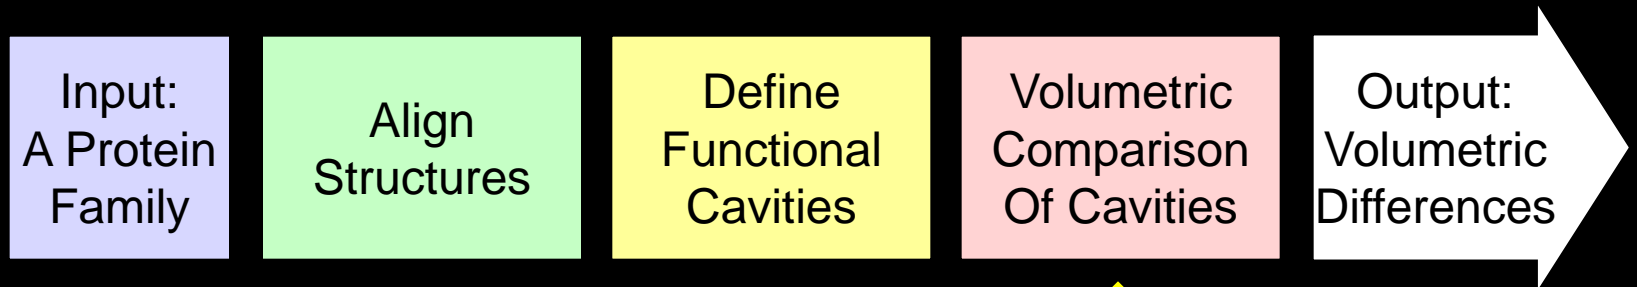 Input:
A Protein
Family
Align
Structures
Define
Functional
Cavities
Volumetric
Comparison
Of Cavities
Output:
Volumetric
Differences